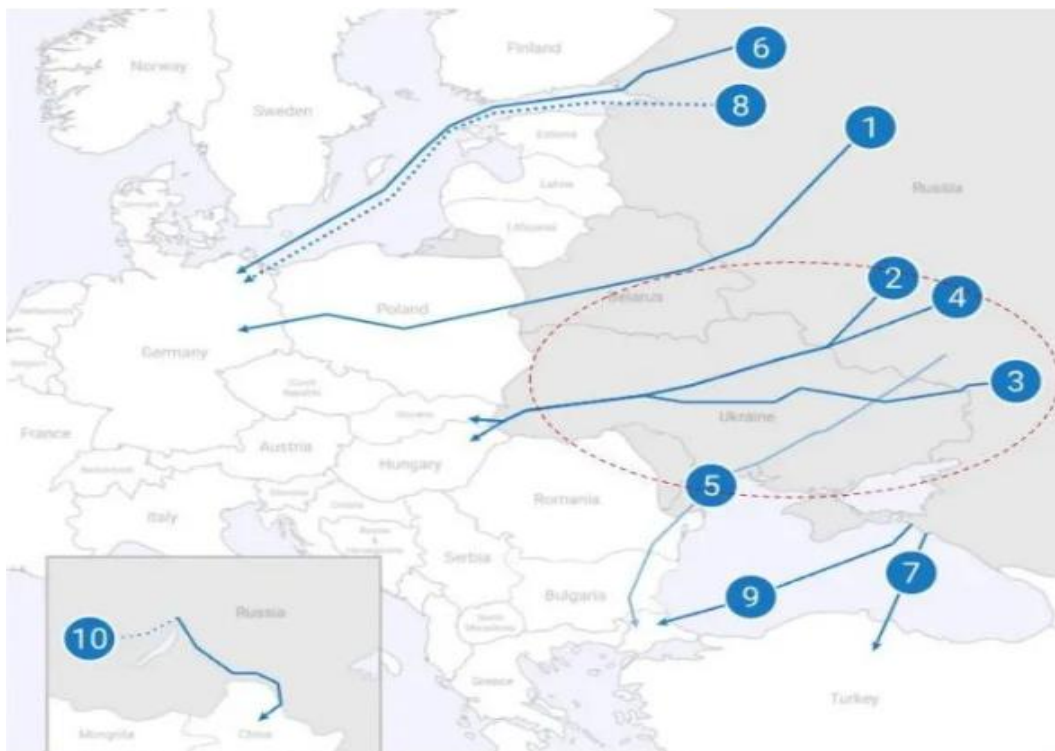 Finland
6
Norway
Sweden
8
1
Estonia
Latvia
Russia
Lithuania
2
Belarus
4
Poland
Germany
3
Ukraine
Slovakia
France
Austria
Hungary
5
Romania
Italy
Serbia
7
9
Bulgaria
Russia
10
Greece
Turkey
Mongolia
China